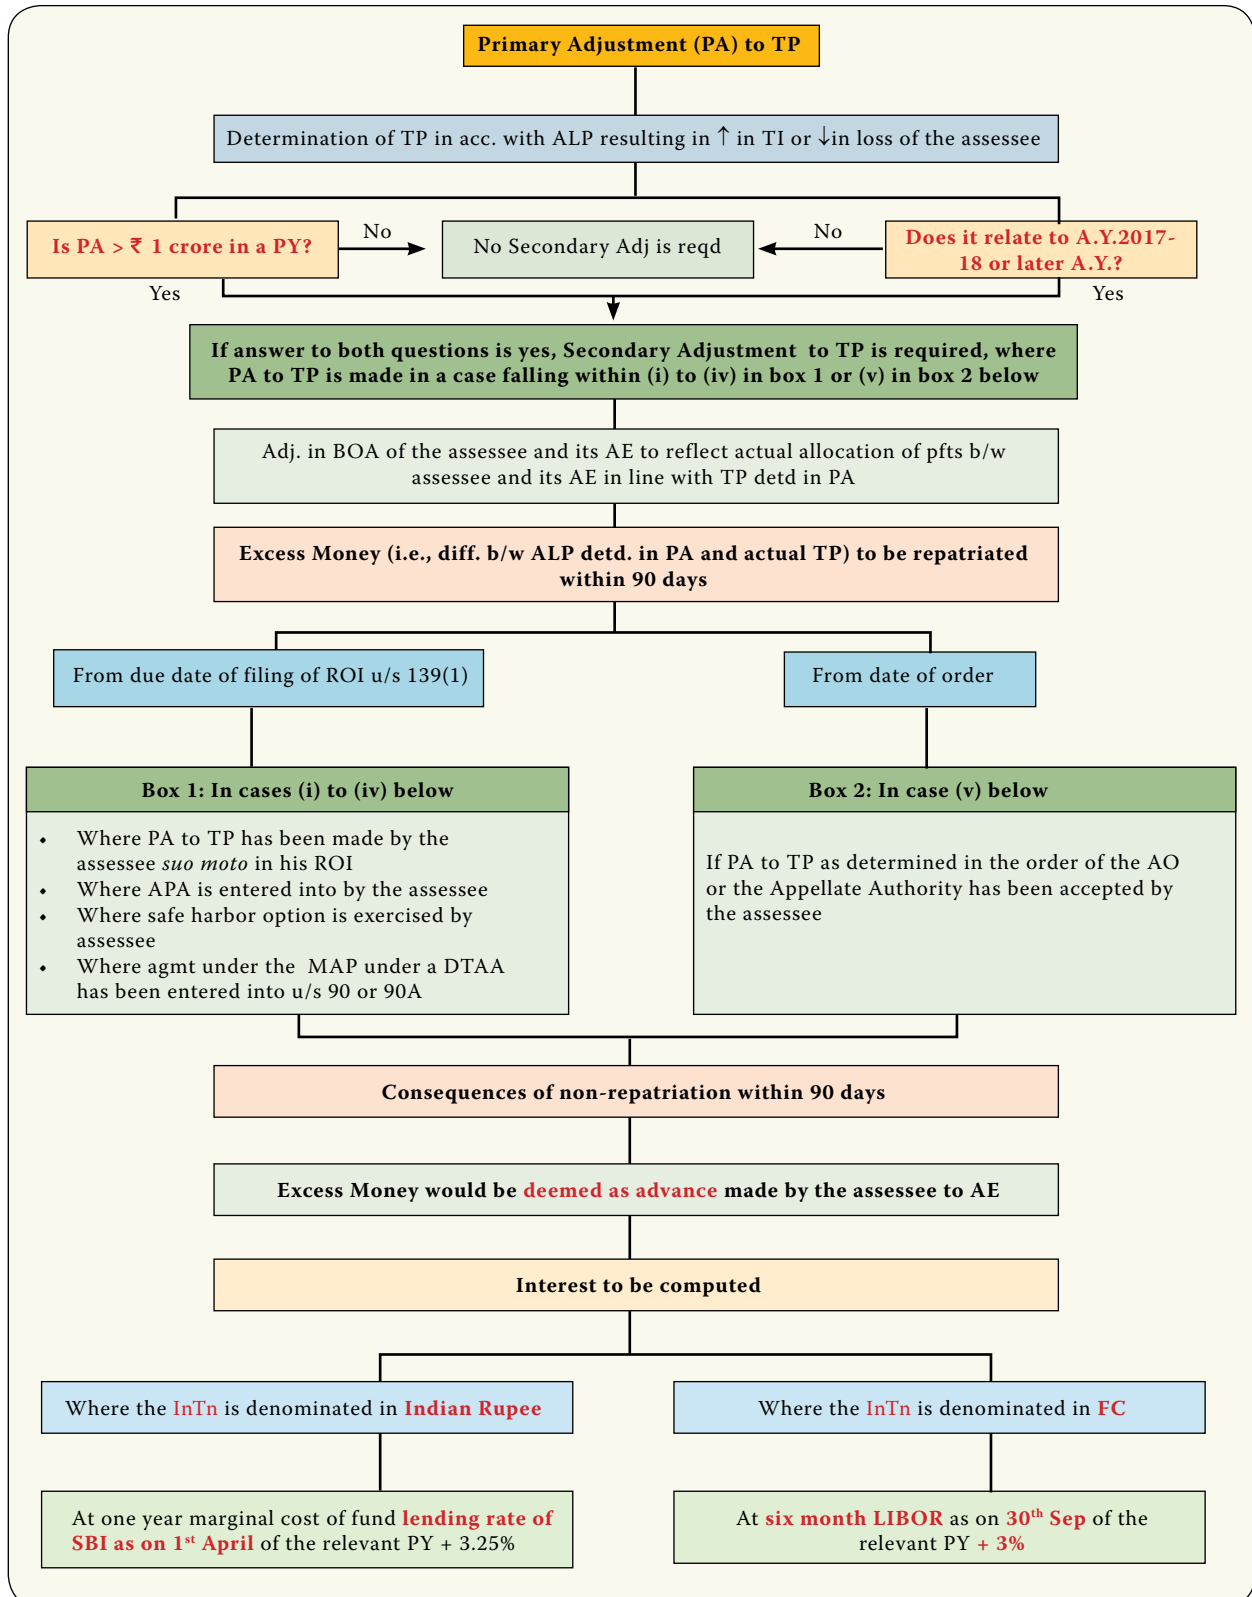 Primary Adjustment (PA) to TP
Determination of TP in acc. with ALP resulting in ↑ in TI or ↓in loss of the assessee
Is PA > ₹ 1 crore in a PY?
No
No Secondary Adj is reqd
No
Does it relate to A.Y.2017-
18 or later A.Y.?
Yes
Yes
If answer to both questions is yes, Secondary Adjustment to TP is required, where
PA to TP is made in a case falling within (i) to (iv) in box 1 or (v) in box 2 below
Adj. in BOA of the assessee and its AE to reflect actual allocation of pfts b/w
assessee and its AE in line with TP detd in PA
Excess Money (i.e., diff. b/w ALP detd. in PA and actual TP) to be repatriated
within 90 days
From due date of filing of ROI u/s 139(1)
From date of order
Box 1: In cases (i) to (iv) below
• Where PA to TP has been made by the
assessee suo moto in his ROI
• Where APA is entered into by the assessee
• Where safe harbor option is exercised by
assessee
• Where agmt under the MAP under a DTAA
has been entered into u/s 90 or 90A
Box 2: In case (v) below
If PA to TP as determined in the order of the AO
or the Appellate Authority has been accepted by
the assessee
Consequences of non-repatriation within 90 days
Excess Money would be deemed as advance made by the assessee to AE
Interest to be computed
Where the InTn is denominated in Indian Rupee
Where the InTn is denominated in FC
At one year marginal cost of fund lending rate of
SBI as on 1st April of the relevant PY + 3.25%
At six month LIBOR as on 30th Sep of the
relevant PY + 3%